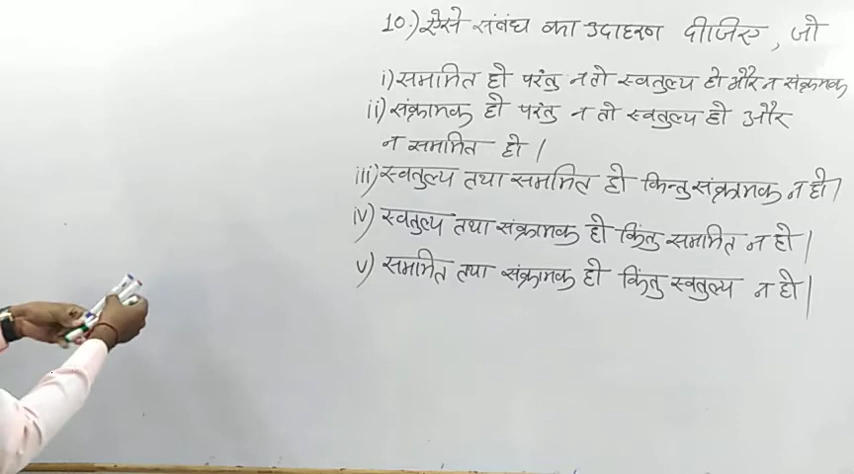 10.) ऐसे संबंध का उदाहरण दीजिए, जो
i) सममित हो परंतु न तो स्वतुल्य हो और न संक्रामक
ii) संक्रामक हो परंतु न तो स्वतुल्य हो और
न सममित हो।
iii) स्वतुल्य तथा सममित हो किन्तु संक्रामक न हो।
iv) स्वतुल्य तथा संक्रामक हो किंतु सममित न हो।
v) सममित तथा संक्रामक हो किंतु स्वतुल्य न हो।